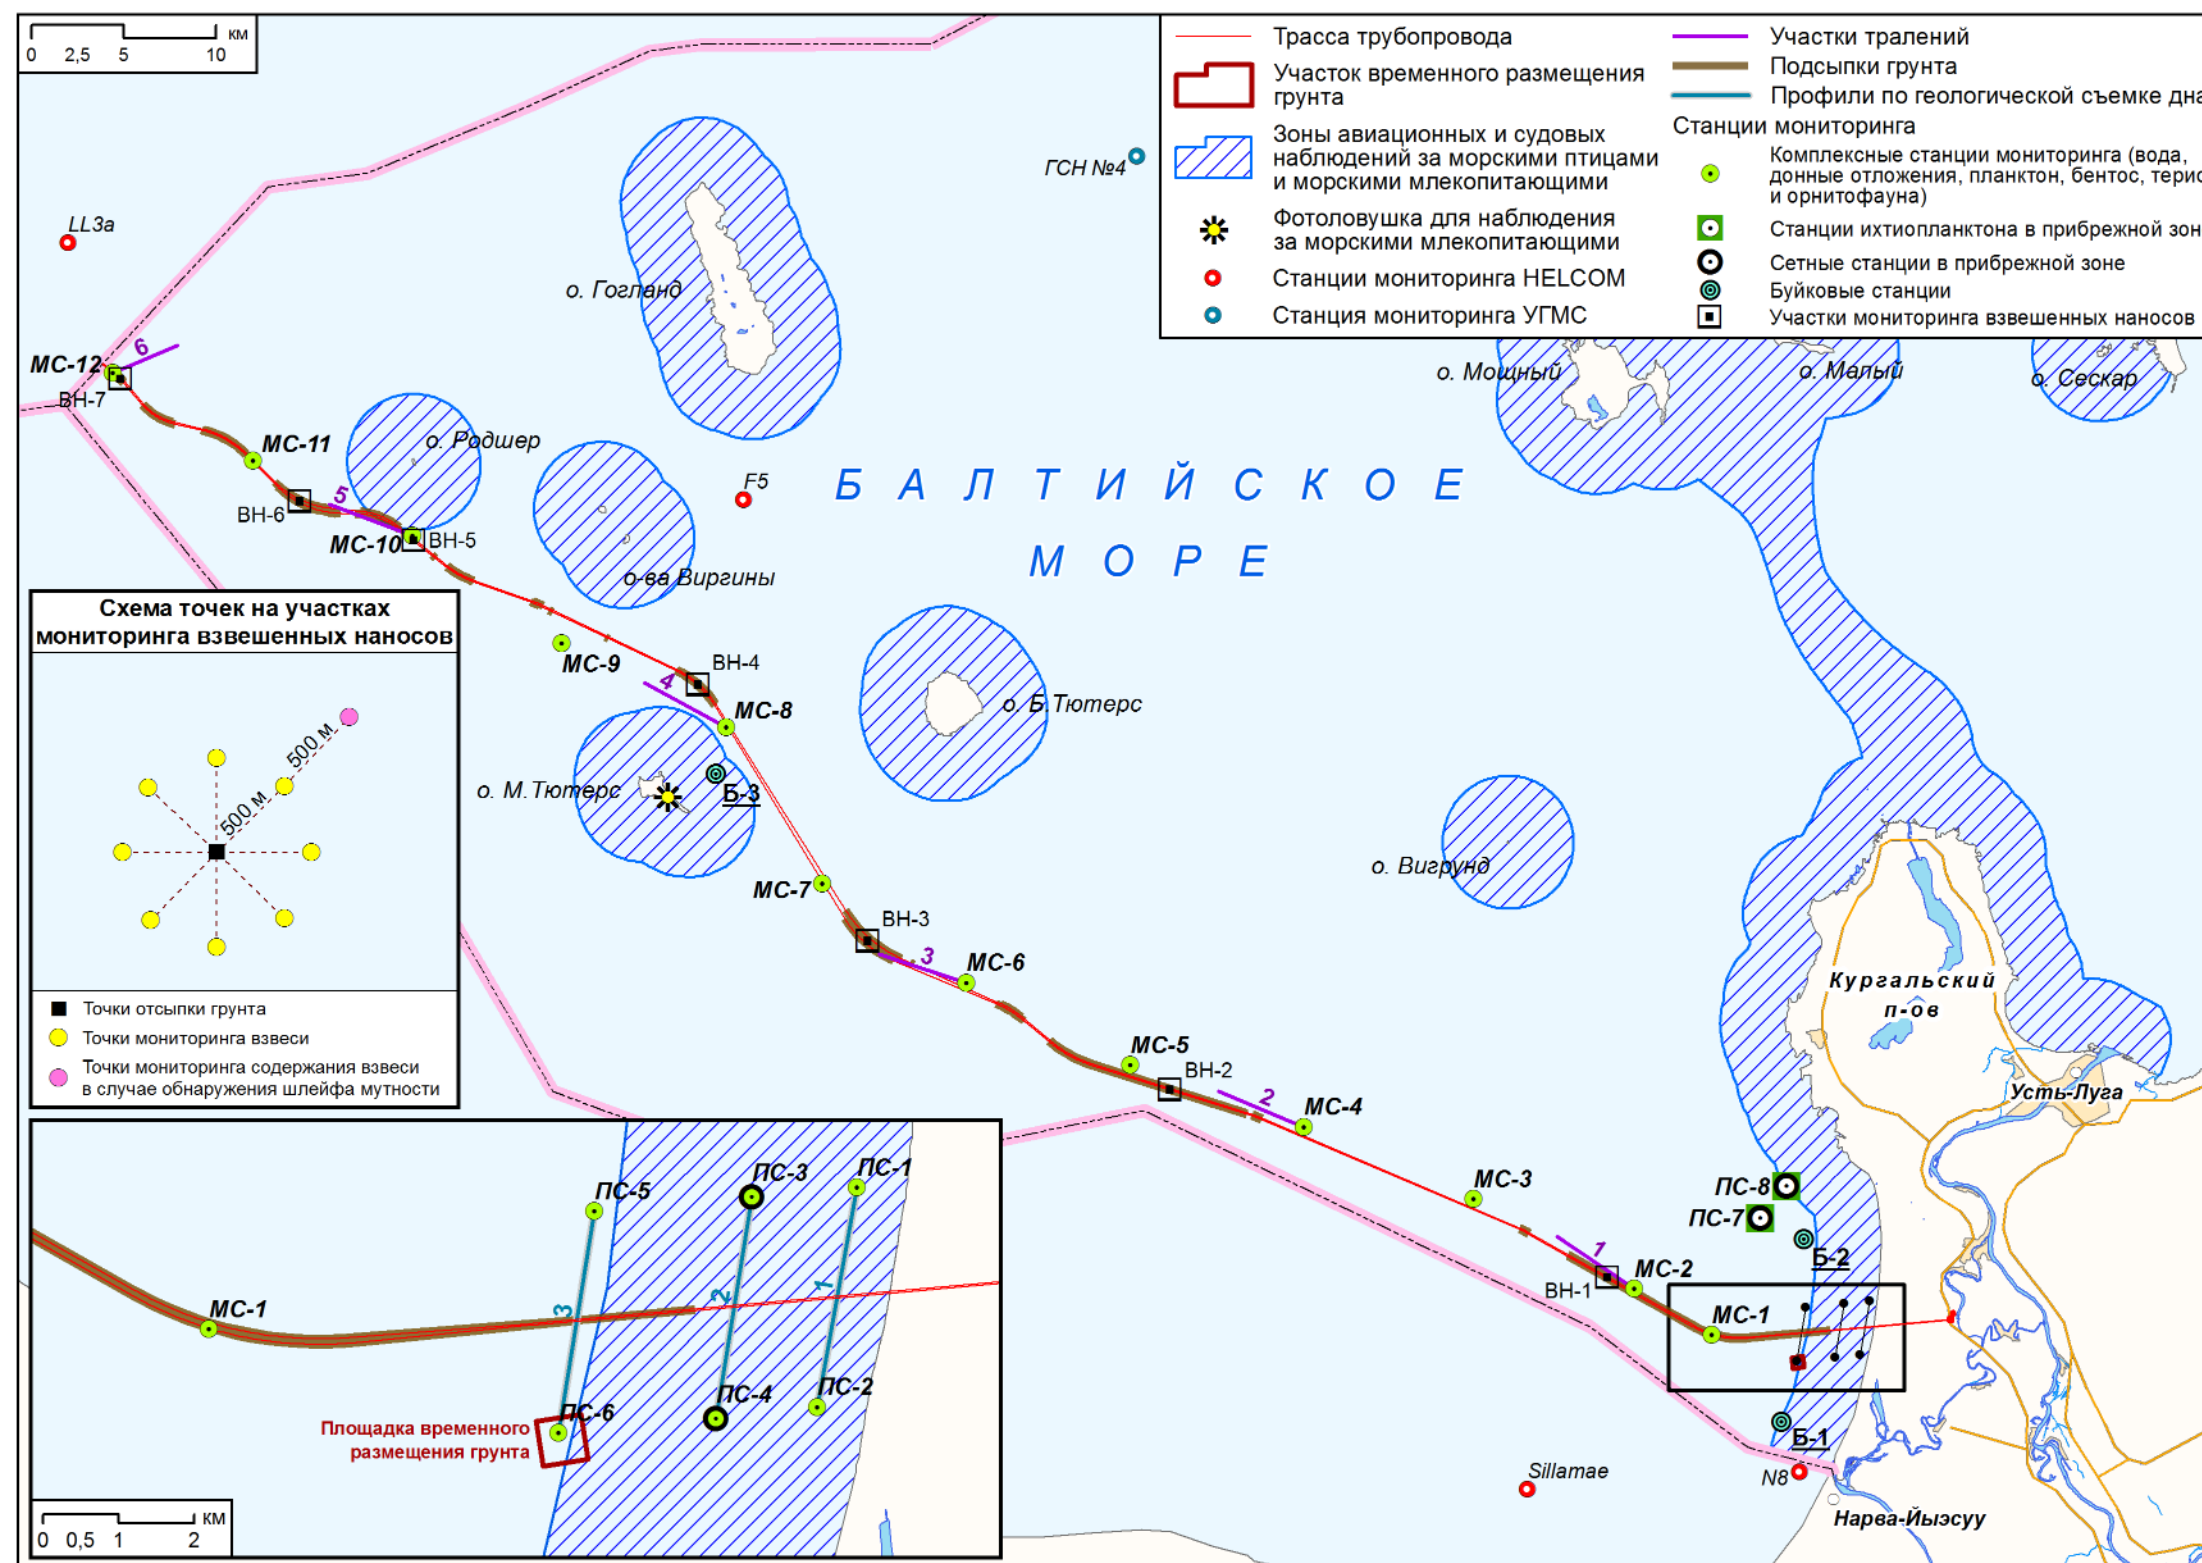 км
0 2,5 5 10
Трасса трубопровода
Участок временного размещения
грунта
Зоны авиационных и судовых
наблюдений за морскими птицами
и морскими млекопитающими
Фотоловушка для наблюдения
за морскими млекопитающими
Станции мониторинга HELCOM
Станция мониторинга УГМС
Участки тралений
Подсыпки грунта
Профили по геологической съемке дна
Станции мониторинга
Комплексные станции мониторинга (вода,
донные отложения, планктон, бентос, терио
и орнитофауна)
Станции ихтиопланктона в прибрежной зон
Сетные станции в прибрежной зоне
Буйковые станции
Участки мониторинга взвешенных наносов
ГСН №4
LL3a
о. Гогланд
6
МС-12
ВН-7
о. Мощный
о. Малый
о. Сескар
МС-11
о. Родшер
F5
БАЛТИЙСКОЕ
МОРЕ
5
ВН-6
МС-10
ВН-5
о-ва Виргины
МС-9
ВН-4
4
МС-8
о. Б.Тютерс
о. М.Тютерс
Б-3
МС-7
о. Вигрунд
ВН-3
3
МС-6
Кургальский
п-ов
МС-5
ВН-2
2
МС-4
Усть-Луга
МС-3
ПС-8
ПС-7
Б-2
1
ВН-1
МС-2
МС-1
Б-1
N8
Sillamae
Нарва-Йыэсуу
Схема точек на участках
мониторинга взвешенных наносов
500 м
500 м
Точки отсыпки грунта
Точки мониторинга взвеси
Точки мониторинга содержания взвеси
в случае обнаружения шлейфа мутности
ПС-5
ПС-3
ПС-1
МС-1
3
2
1
ПС-6
ПС-4
ПС-2
Площадка временного
размещения грунта
км
0 0,5 1 2